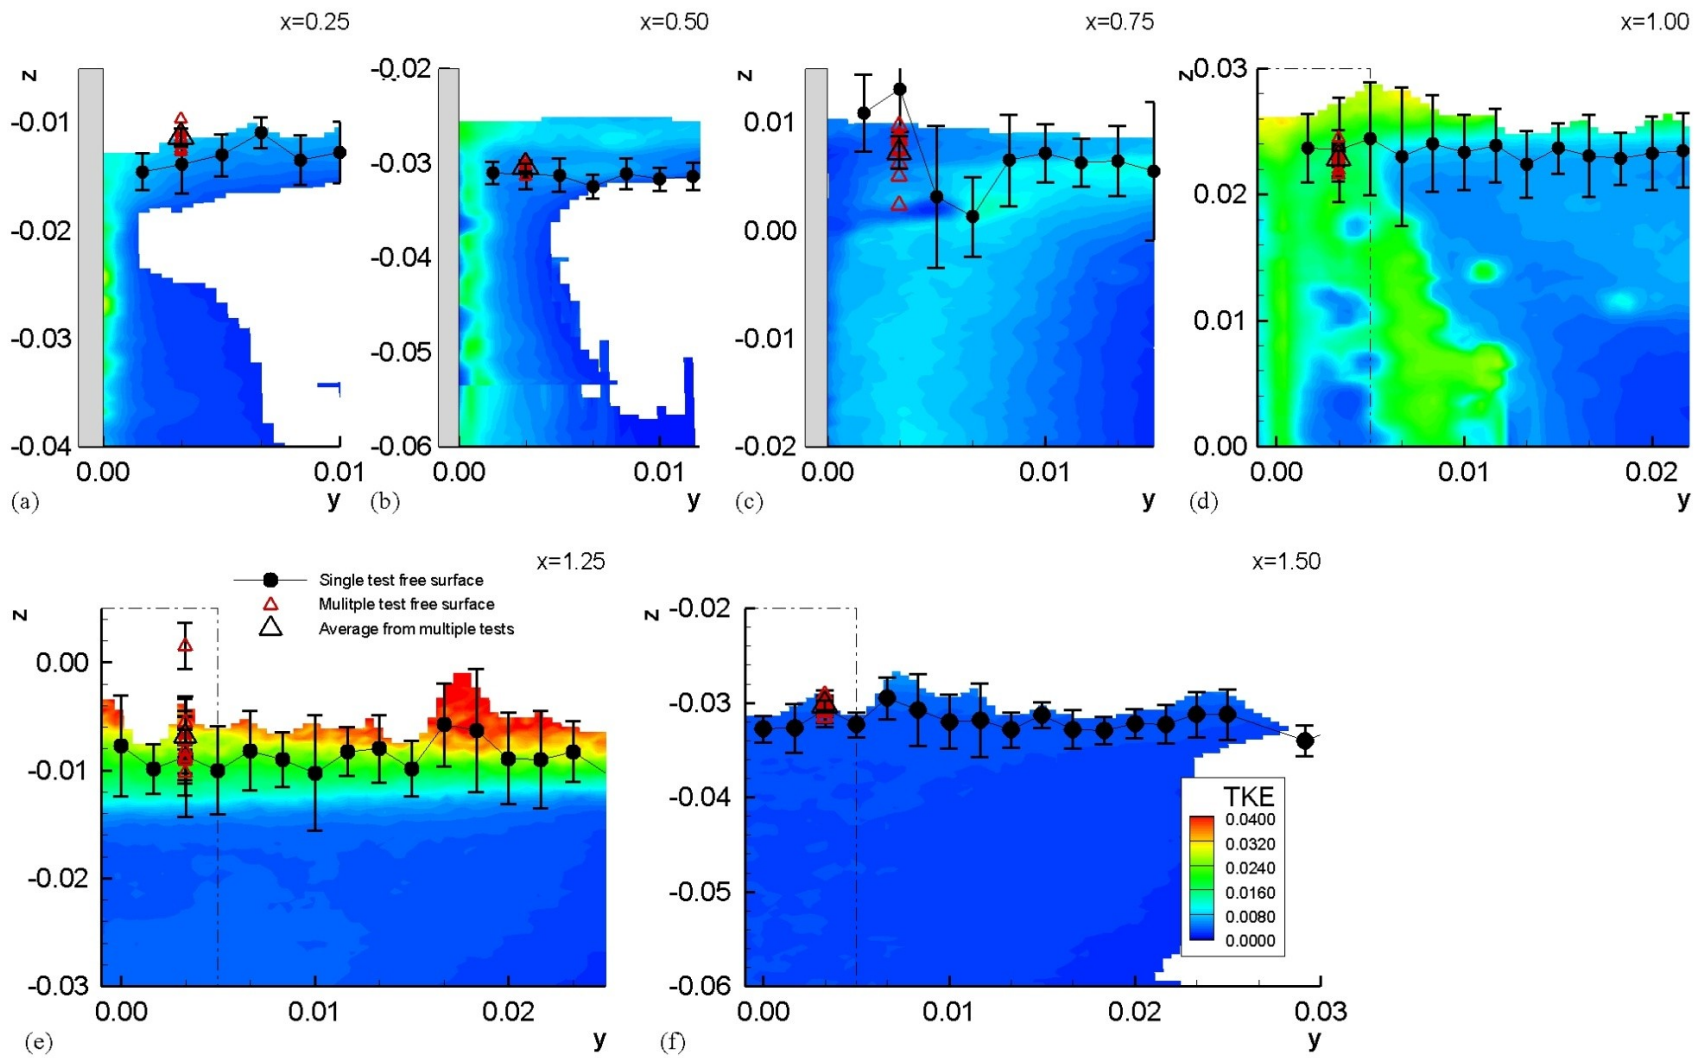 x=0.25
x=0.50
x=0.75
x=1.00
z
-0.01
-0.02
-0.03
-0.04
0.00
0.01
y
(a)
-0.02
-0.03
-0.04
-0.05
-0.06
0.00
0.01
y
(b)
z
0.01
0.00
-0.01
-0.02
0.00
0.01
y
(c)
z
0.03
0.02
0.01
0.00
0.00
0.01
0.02
y
(d)
x=1.25
Single test free surface
Mulitple test free surface
Average from multiple tests
z
0.00
-0.01
-0.02
-0.03
0.00
0.01
0.02
y
(e)
x=1.50
z
-0.02
-0.03
-0.04
-0.05
-0.06
0.00
0.01
0.02
0.03
y
(f)
TKE
0.0400
0.0320
0.0240
0.0160
0.0080
0.0000